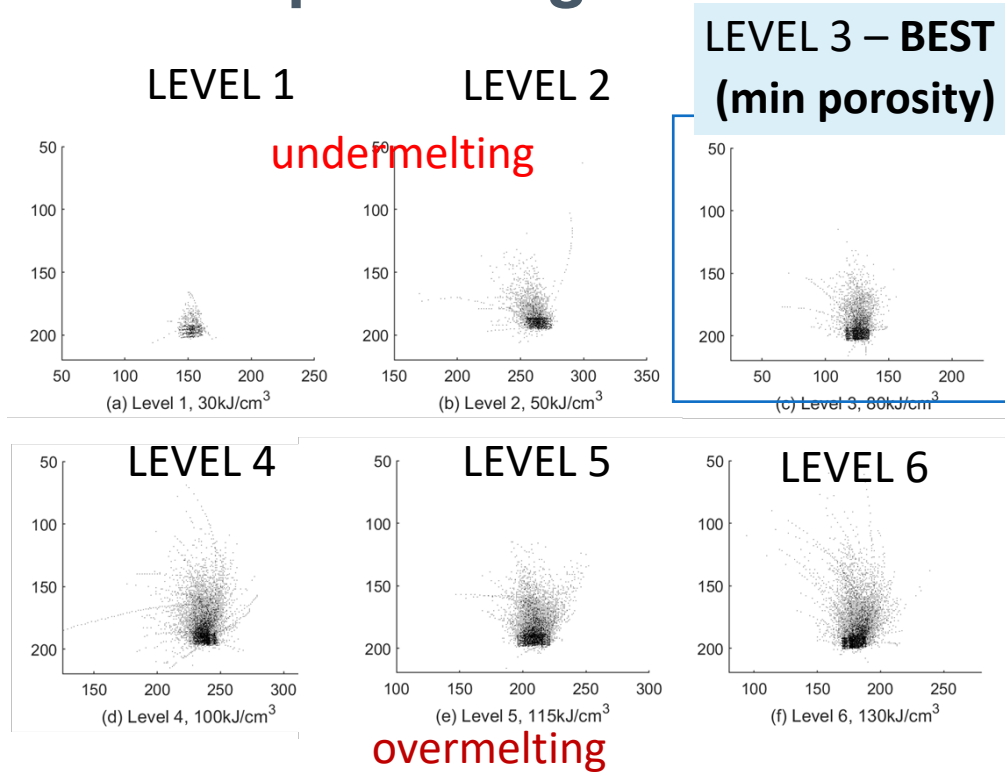 LEVEL 3 – BEST
(min porosity)
LEVEL 1
LEVEL 2
undermelting
50
100
150
200
50 100 150 200 250
(a) Level 1, 30kJ/cm³
50
100
150
200
150 200 250 300 350
(b) Level 2, 50kJ/cm³
50
100
150
200
50 100 150 200
(c) Level 3, 80kJ/cm³
LEVEL 4
LEVEL 5
LEVEL 6
50
100
150
200
150 200 250 300
(d) Level 4, 100kJ/cm³
50
100
150
200
100 150 200 250 300
(e) Level 5, 115kJ/cm³
50
100
150
200
100 150 200 250
(f) Level 6, 130kJ/cm³
overmelting